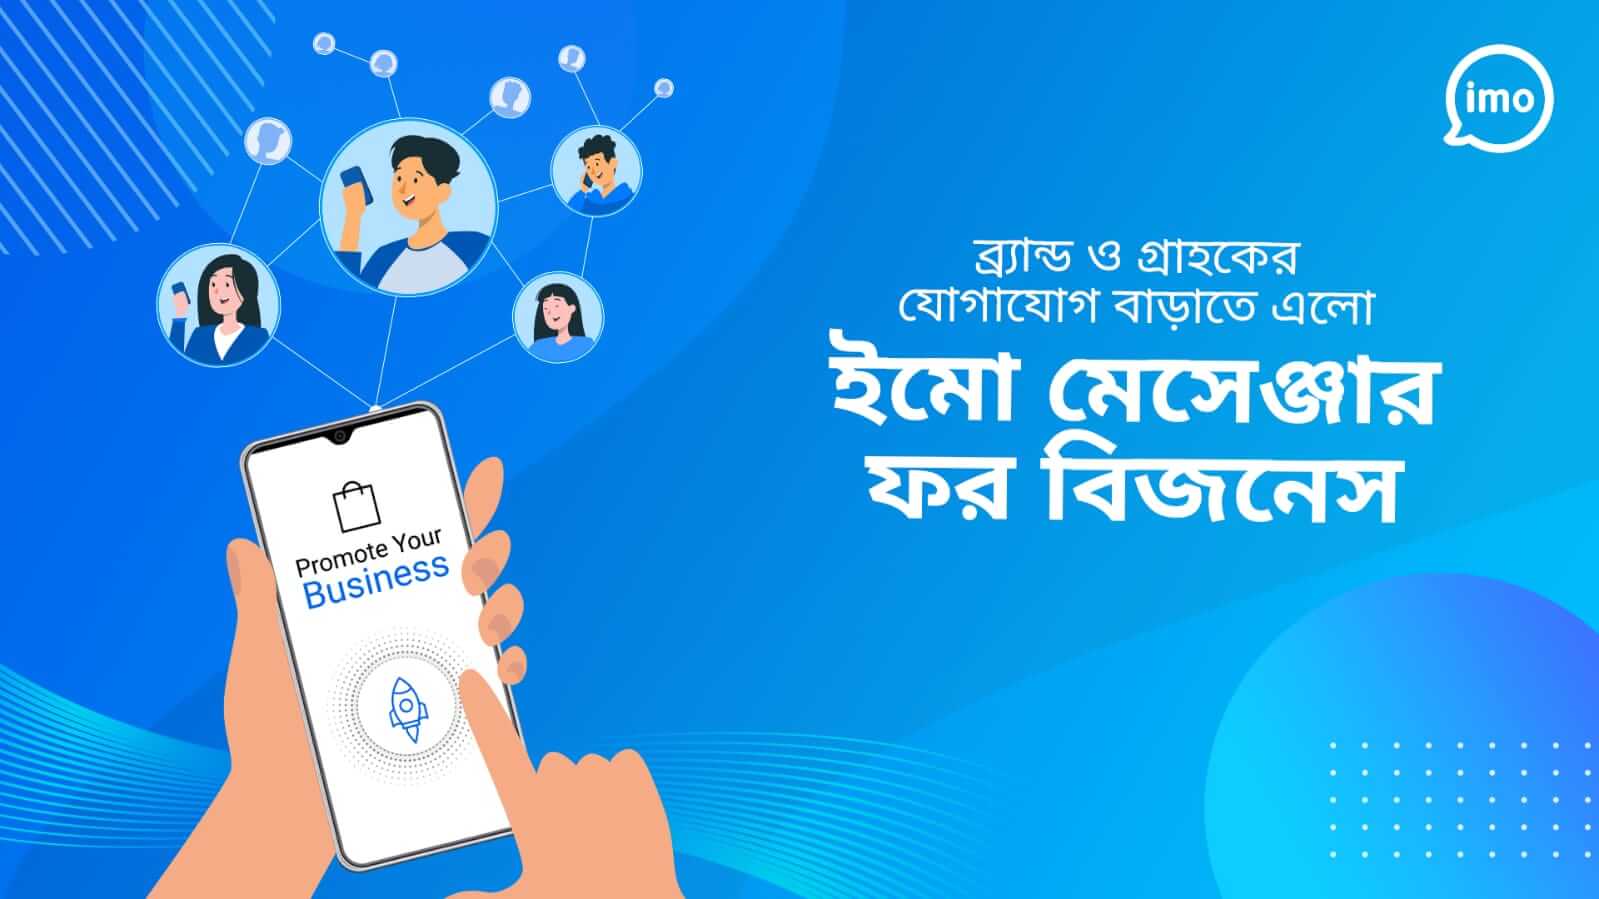 imo
ব্র্যান্ড ও গ্রাহকের
যোগাযোগ বাড়াতে এলো
ইমো মেসেঞ্জার
ফর বিজনেস
Promote Your
Business